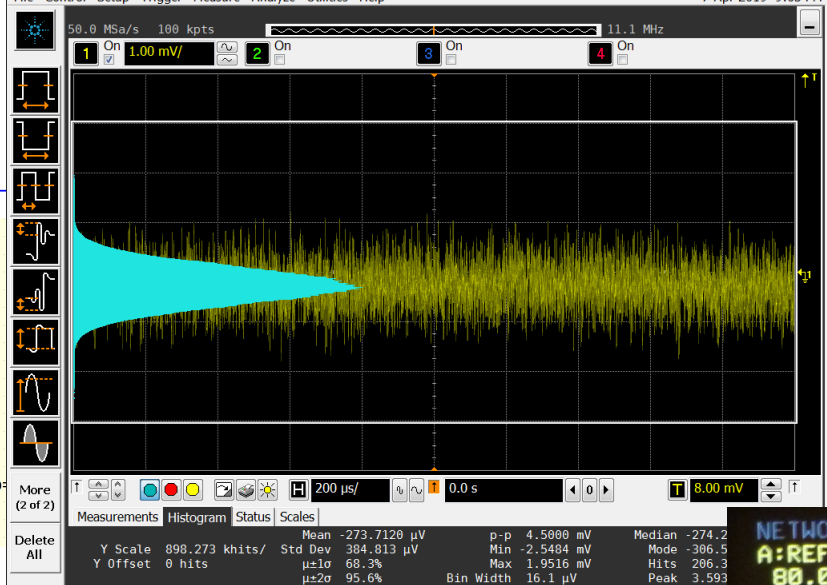 50.0 MSa/s 100 kpts 11.1 MHz
1 On 1.00 mV/ 2 On 3 On 4 On
T
1
More
(2 of 2)
Delete
All
H 200 µs/ 0.0 s 0 T 8.00 mV
Measurements Histogram Status Scales
Mean -273.7120 µV p-p 4.5000 mV Median -274.2
Y Scale 898.273 khits/ Std Dev 384.813 µV Min -2.5484 mV Mode -306.5
Y Offset 0 hits µ±1σ 68.3% Max 1.9516 mV Hits 206.3
µ±2σ 95.6% Bin Width 16.1 µV Peak 3.593
A:REF
80.0